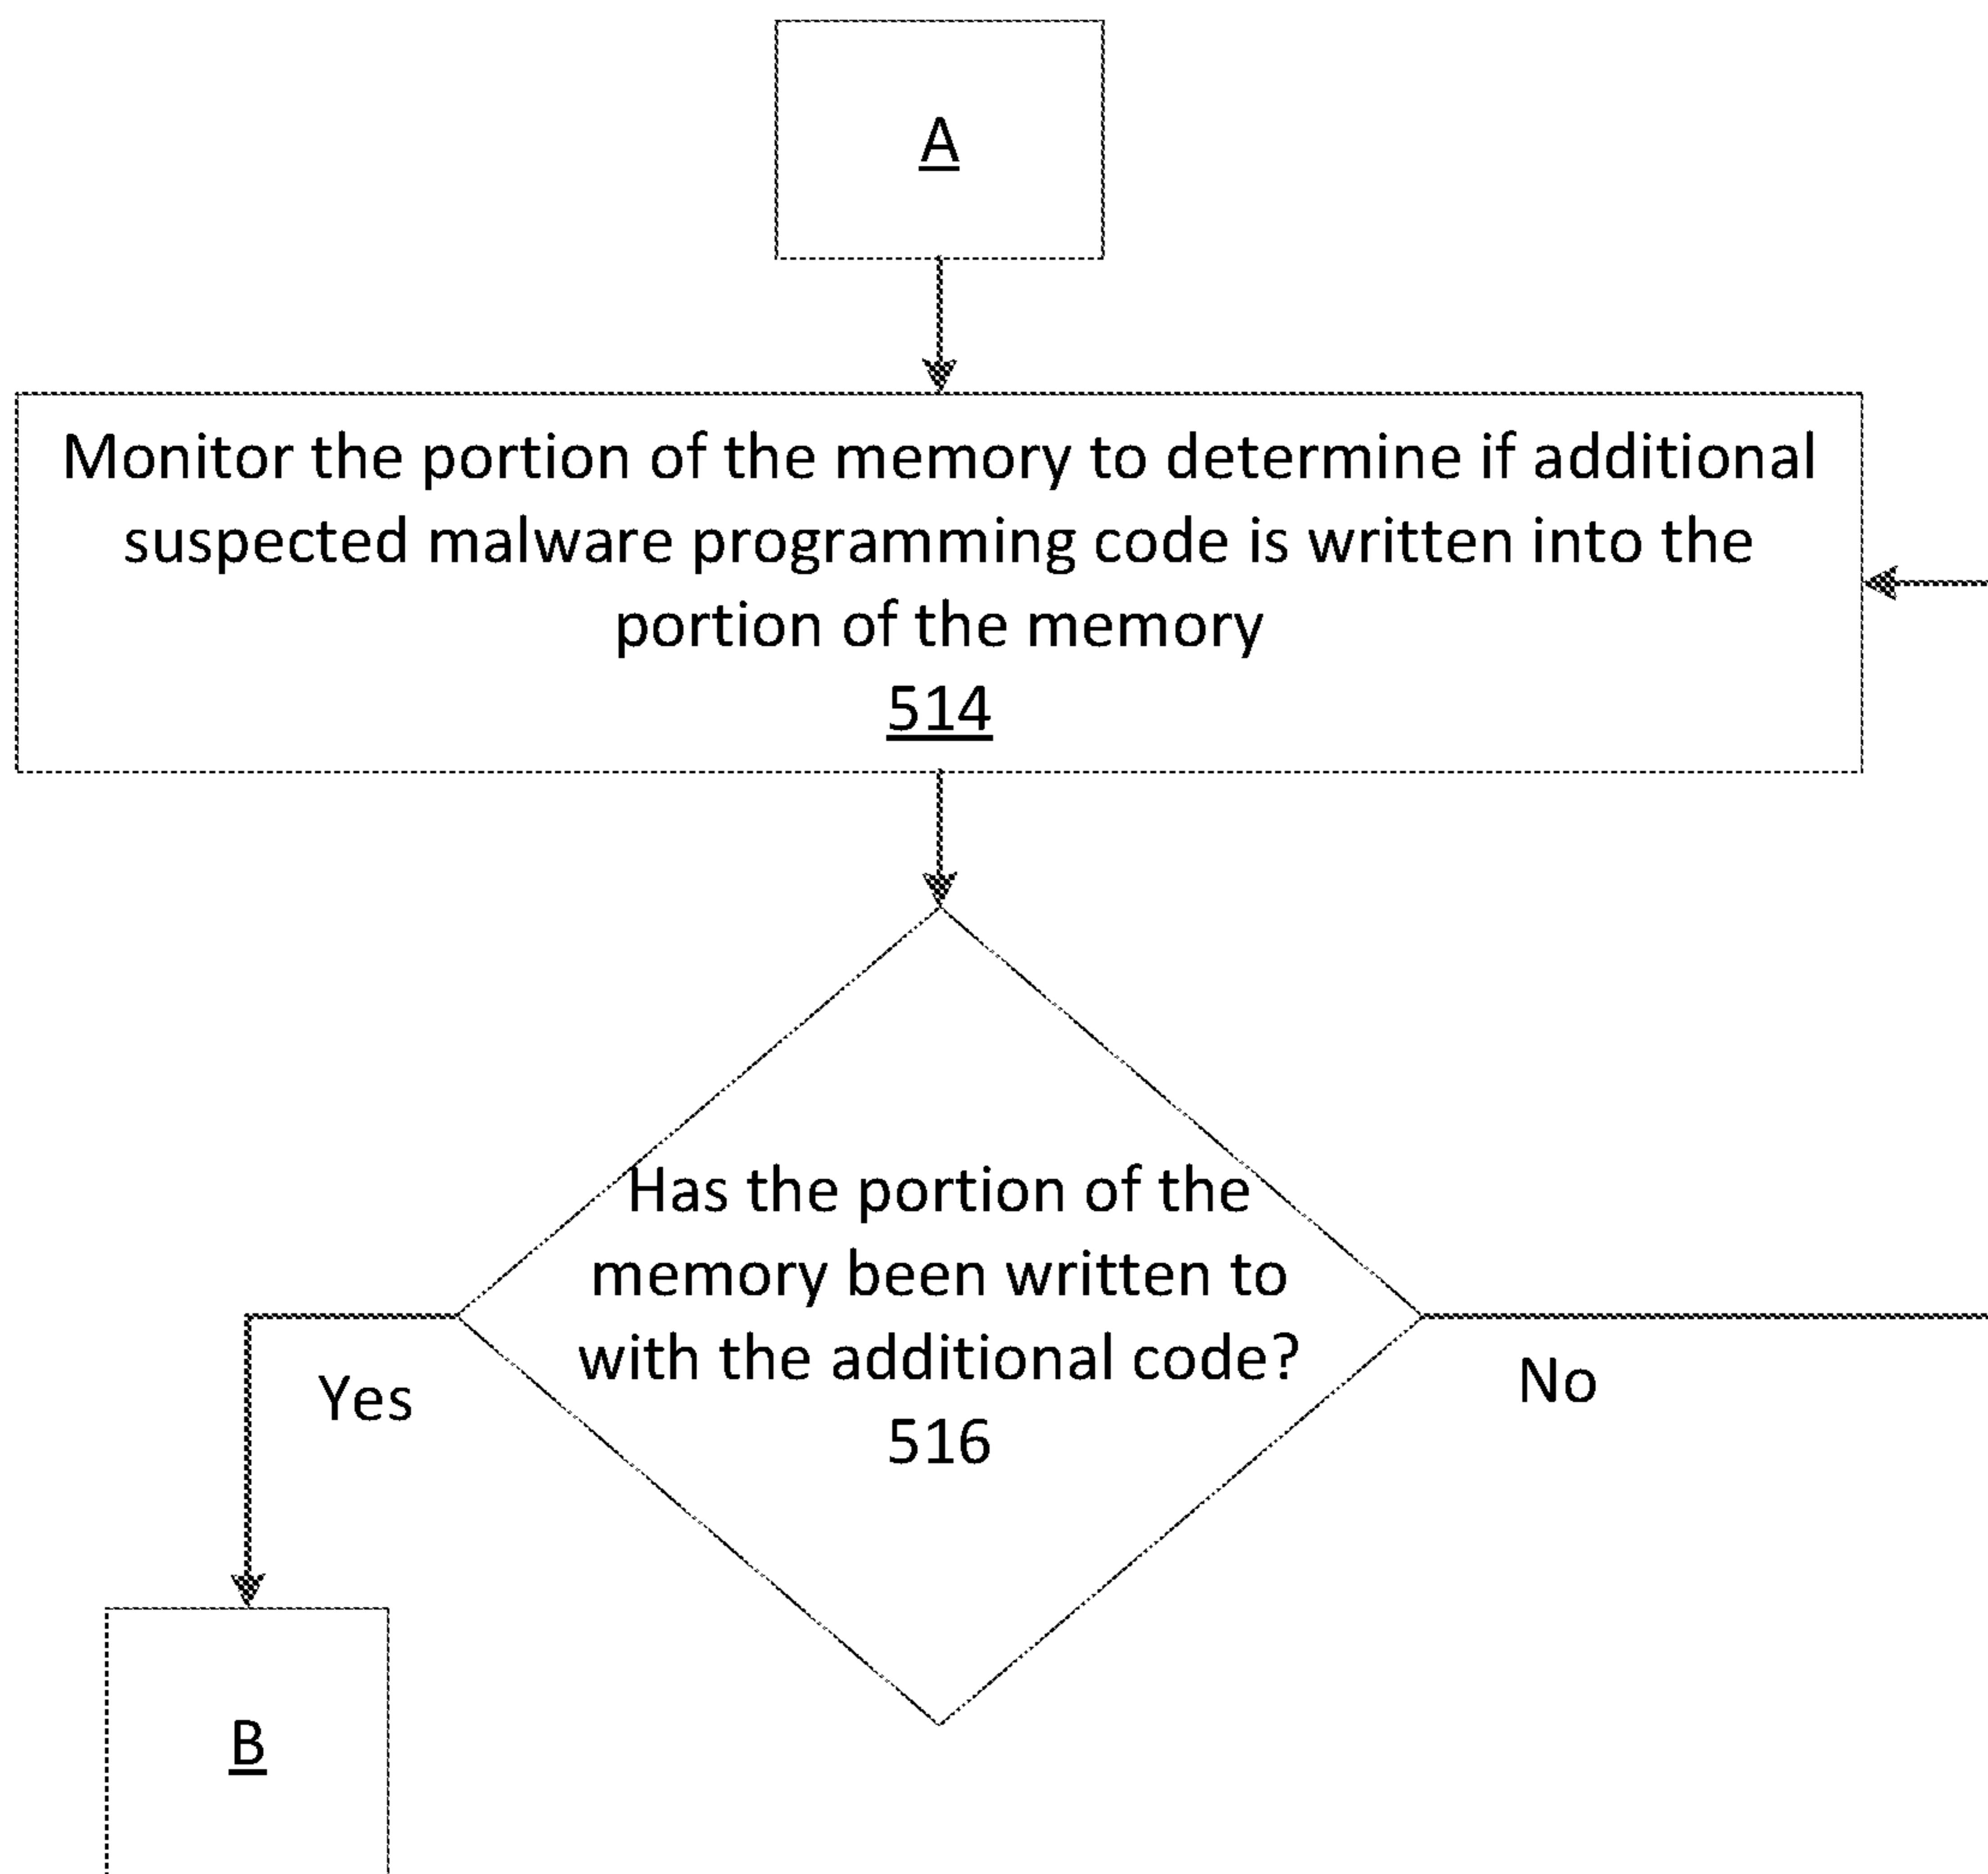 A
Monitor the portion of the memory to determine if additional
suspected malware programming code is written into the
portion of the memory
514
Has the portion of the
memory been written to
with the additional code?
516
Yes
No
B